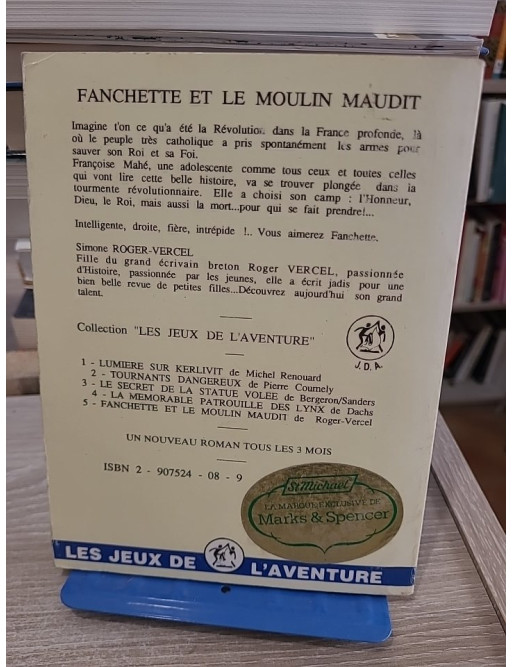 FANCHETTE ET LE MOULIN MAUDIT
Imagine t'on ce qu'a été la Révolution dans la France profonde, là
où le peuple très catholique a pris spontanément les armes pour
sauver son Roi et sa Foi.
Françoise Mahé, une adolescente comme tous ceux et toutes celles
qui vont lire cette belle histoire, va se trouver plongée dans la
tourmente révolutionnaire. Elle a choisi son camp : l'Honneur,
Dieu, le Roi, mais aussi la mort...pour qui se fait prendre!...
Intelligente, droite, fière, intrépide !.. Vous aimerez Fanchette.
Simone ROGER-VERCEL
Fille du grand écrivain breton Roger VERCEL, passionnée
d'Histoire, passionnée par les jeunes, elle a écrit jadis pour une
bien belle revue de petites filles...Découvrez aujourd'hui son grand
talent.
Collection "LES JEUX DE L'AVENTURE"
J.D.A.
1 - LUMIERE SUR KERLIVIT de Michel Renouard
2 - TOURNANTS DANGEREUX de Pierre Coumely
3 - LE SECRET DE LA STATUE VOLEE de Bergeron/Sanders
4 - LA MEMORABLE PATROUILLE DES LYNX de Dachs
5 - FANCHETTE ET LE MOULIN MAUDIT de Roger-Vercel
UN NOUVEAU ROMAN TOUS LES 3 MOIS
ISBN 2 - 907524 - 08 - 9
St Michael
LA MARQUE EXCLUSIVE DE
Marks & Spencer
LES JEUX DE L'AVENTURE